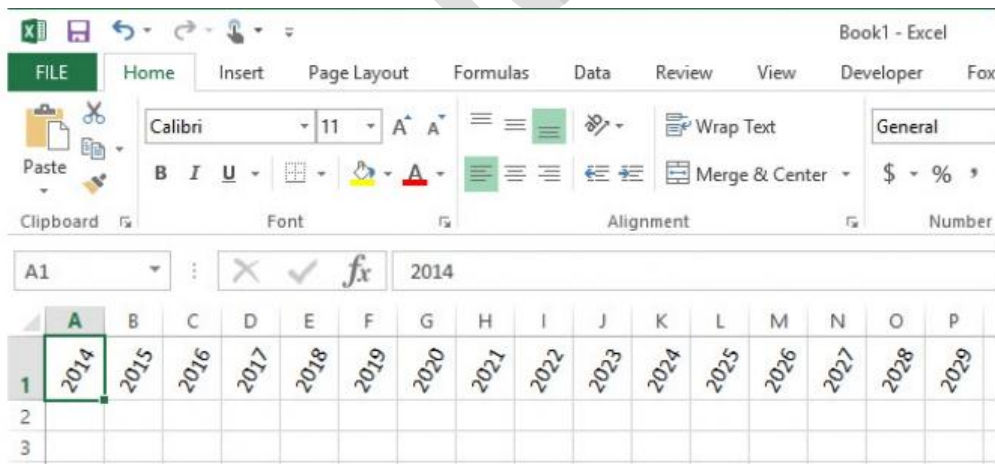 Book1 - Excel
FILE Home Insert Page Layout Formulas Data Review View Developer Fox
Calibri 11 A A Wrap Text General
Paste B I U A Merge & Center $ % ,
Clipboard Font Alignment Number
A1 fx 2014
A B C D E F G H I J K L M N O P
1 2014 2015 2016 2017 2018 2019 2020 2021 2022 2023 2024 2025 2026 2027 2028 2029
2
3